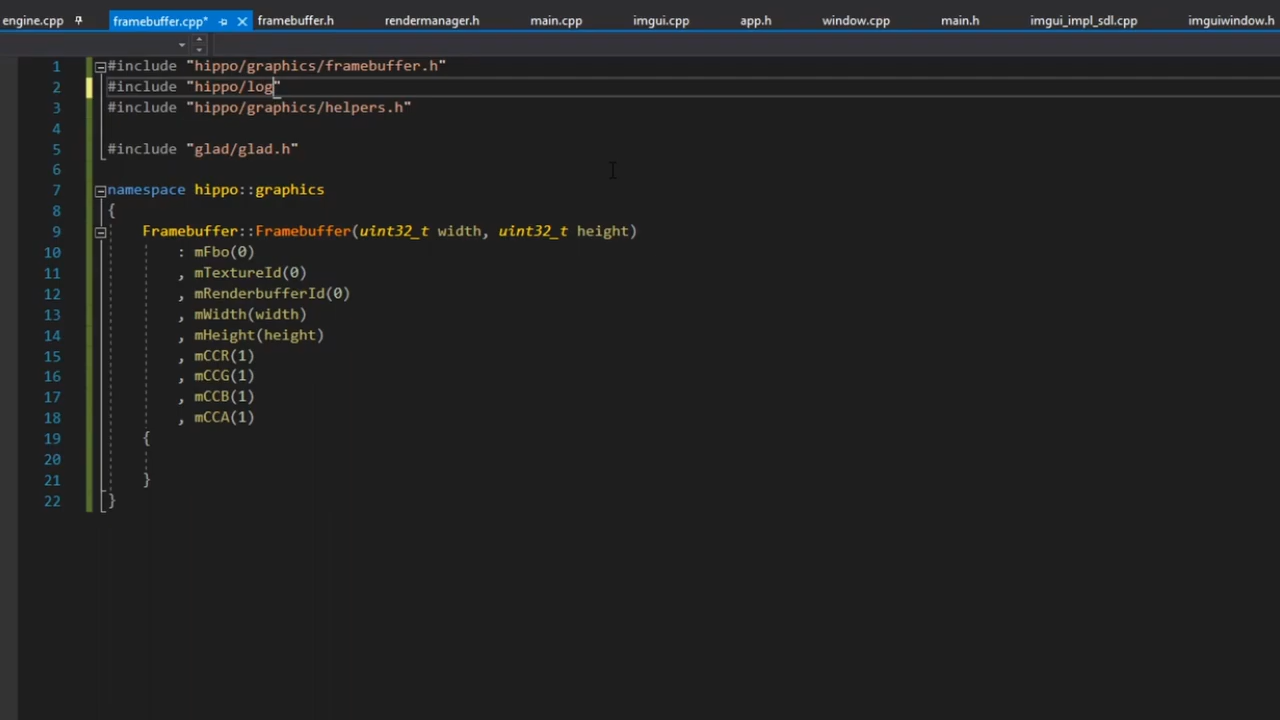 engine.cpp framebuffer.cpp* framebuffer.h rendermanager.h main.cpp imgui.cpp app.h window.cpp main.h imgui_impl_sdl.cpp imguiwindow.h
1 #include "hippo/graphics/framebuffer.h"
2 #include "hippo/log"
3 #include "hippo/graphics/helpers.h"
4
5 #include "glad/glad.h"
6
7 namespace hippo::graphics
8 {
9 Framebuffer::Framebuffer(uint32_t width, uint32_t height)
10 : mFbo(0)
11 , mTextureId(0)
12 , mRenderbufferId(0)
13 , mWidth(width)
14 , mHeight(height)
15 , mCCR(1)
16 , mCCG(1)
17 , mCCB(1)
18 , mCCA(1)
19 {
20
21 }
22 }